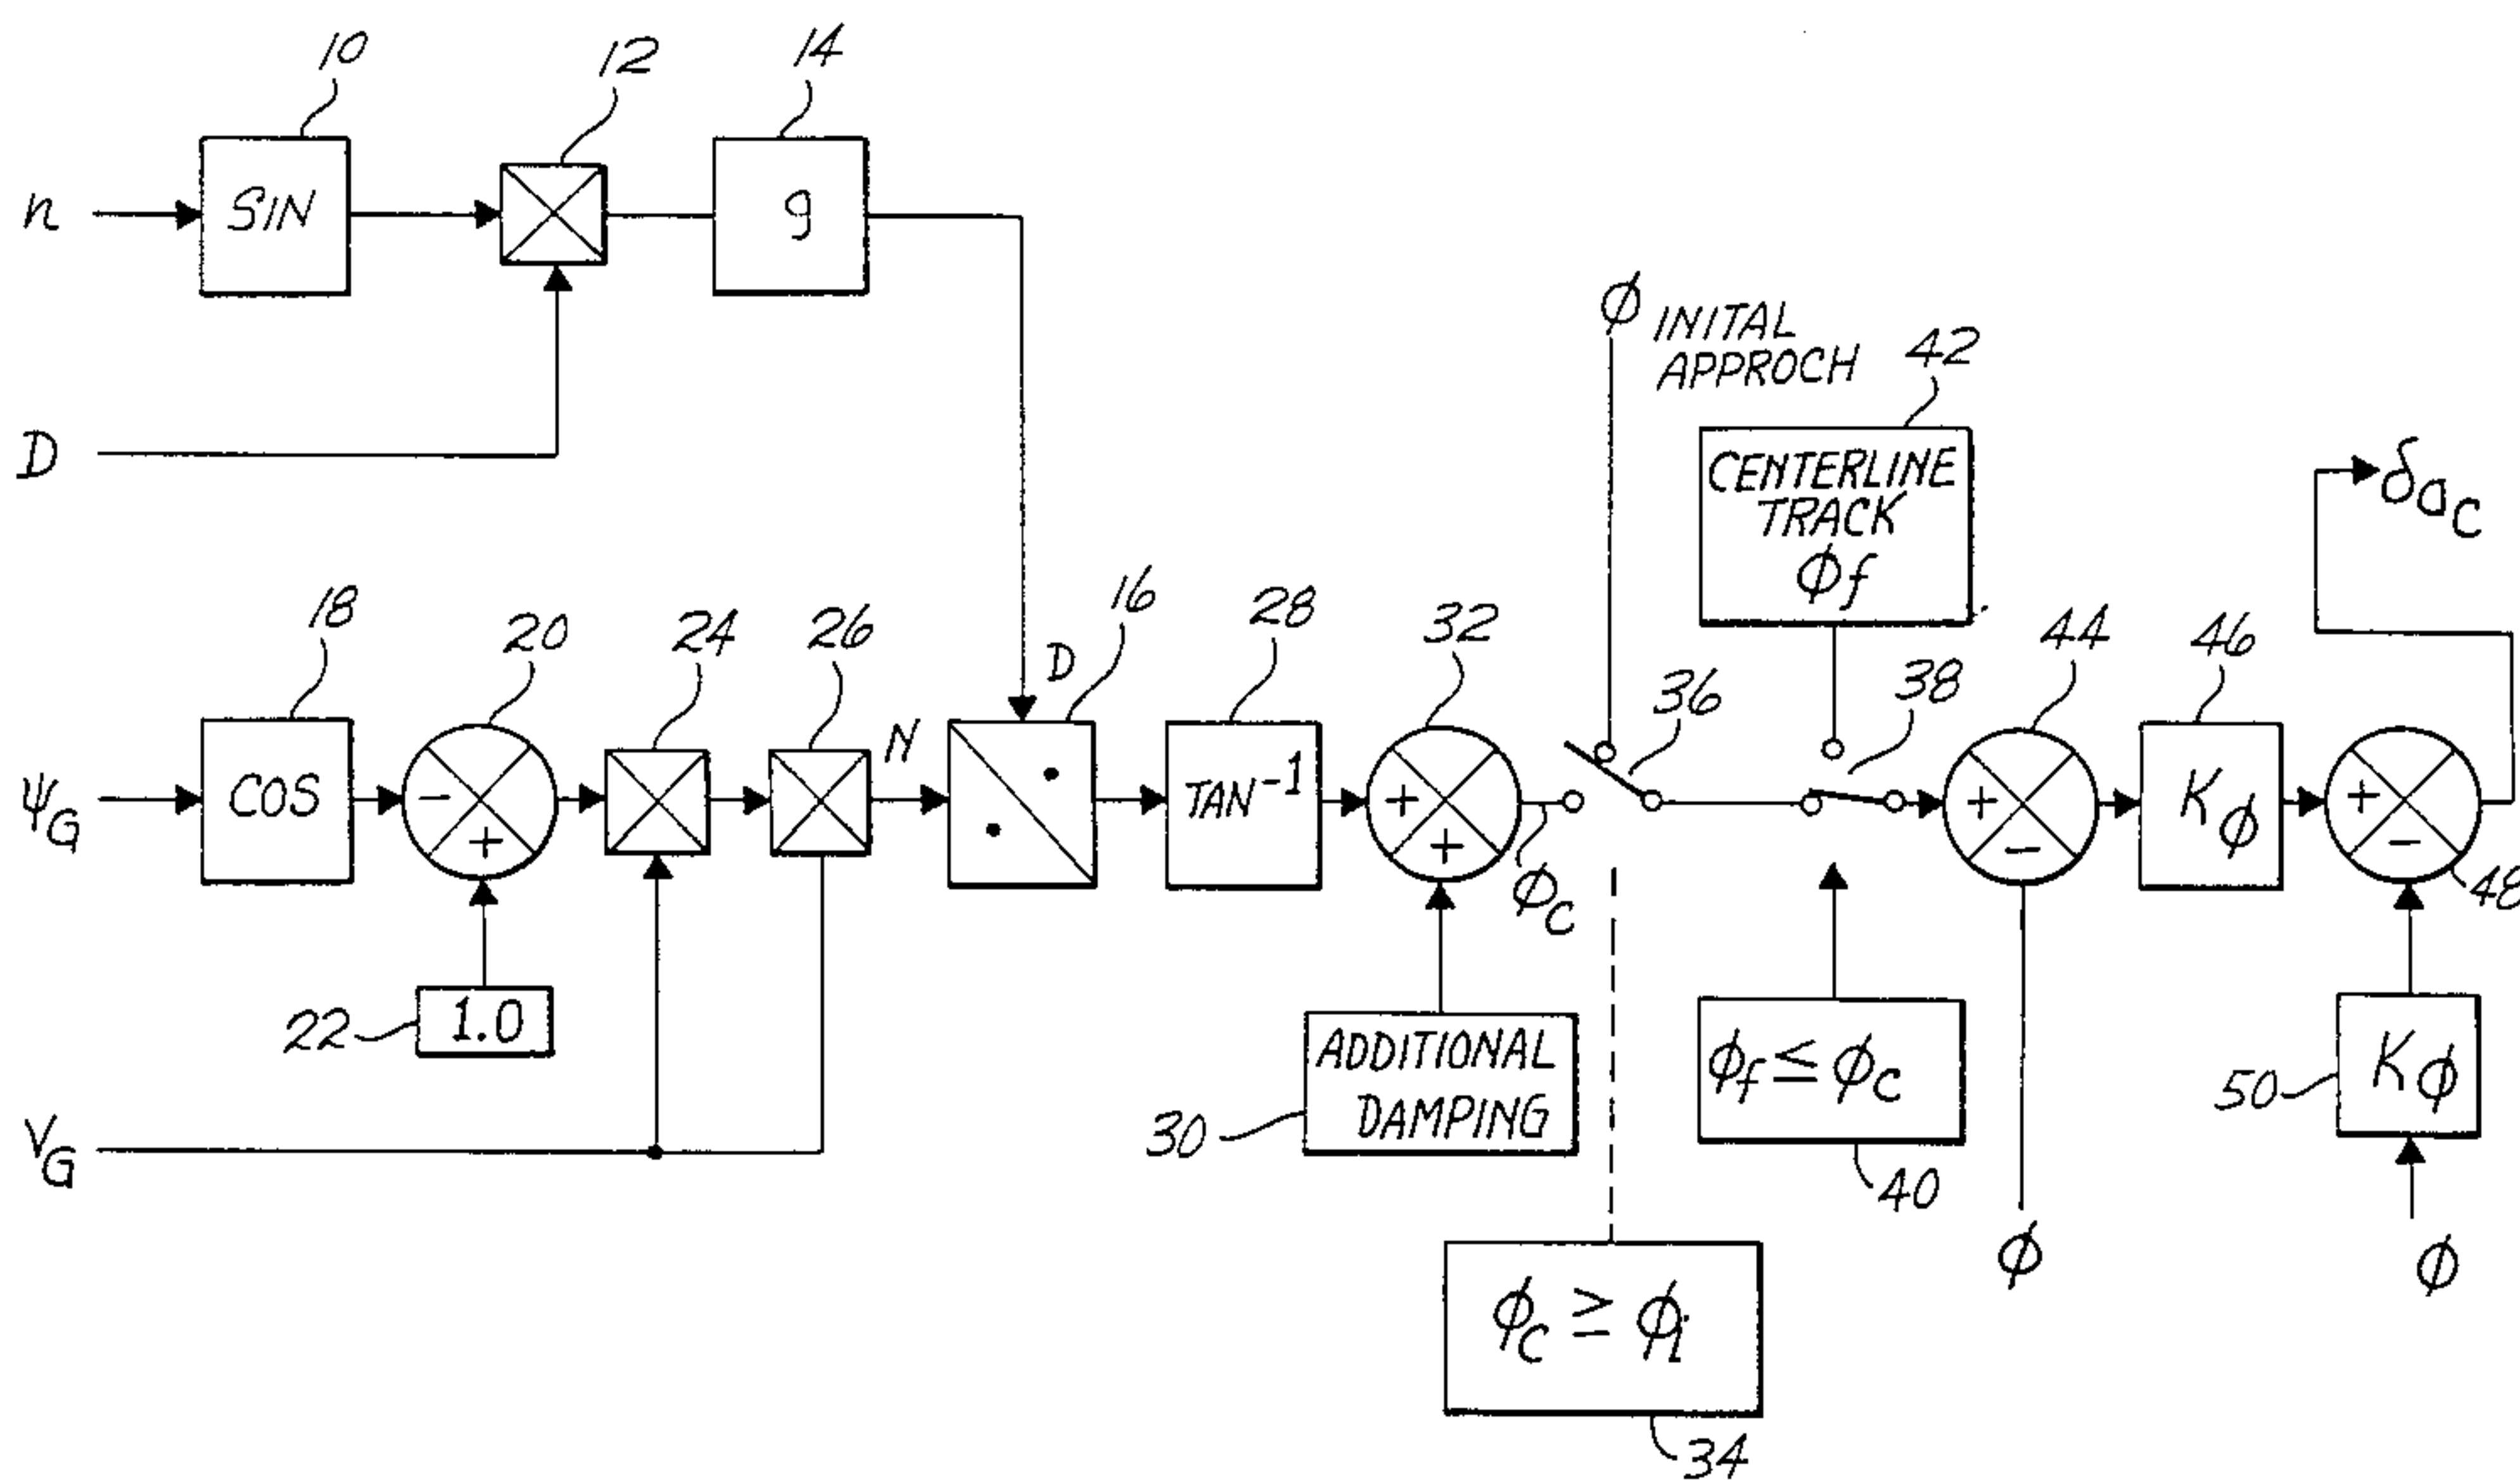 10
12
14
n
SIN
g
D
φ INITAL
APPROCH
42
CENTERLINE
TRACK
φf
δaC
18
20
24
26
N
D
16
28
32
36
38
44
46
ψG
COS
-
+
TAN-1
+
+
φC
+
-
Kφ
+
-
48
22
1.0
ADDITIONAL
DAMPING
30
φf ≤ φC
40
Kφ
50
VG
φ
φ
φC ≥ φi
34